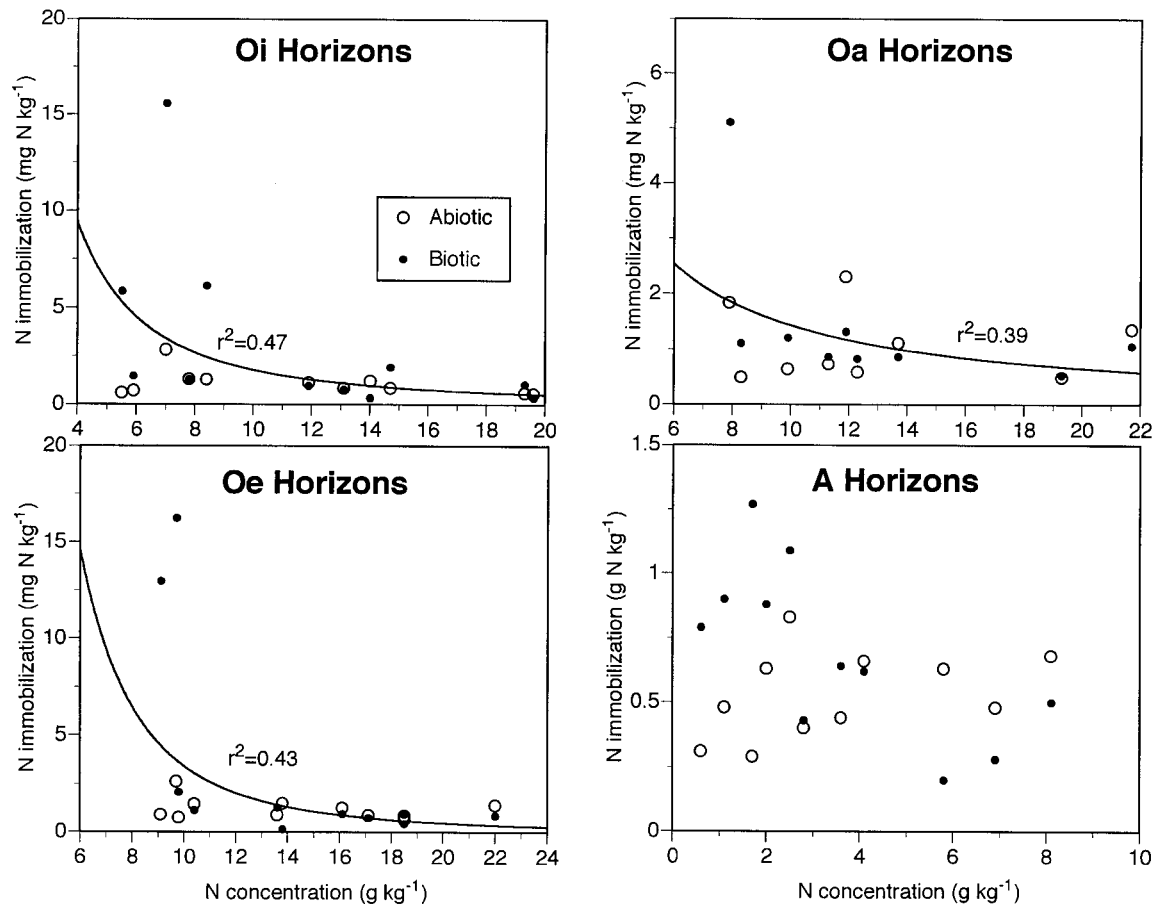 Oi Horizons
N immobilization (mg N kg⁻¹)
20
15
10
5
0
4 6 8 10 12 14 16 18 20
r²=0.47
Abiotic
Biotic
Oa Horizons
N immobilization (mg N kg⁻¹)
6
4
2
0
6 8 10 12 14 16 18 20 22
r²=0.39
Oe Horizons
N immobilization (mg N kg⁻¹)
20
15
10
5
0
6 8 10 12 14 16 18 20 22 24
N concentration (g kg⁻¹)
r²=0.43
A Horizons
N immobilization (g N kg⁻¹)
1.5
1
0.5
0
0 2 4 6 8 10
N concentration (g kg⁻¹)